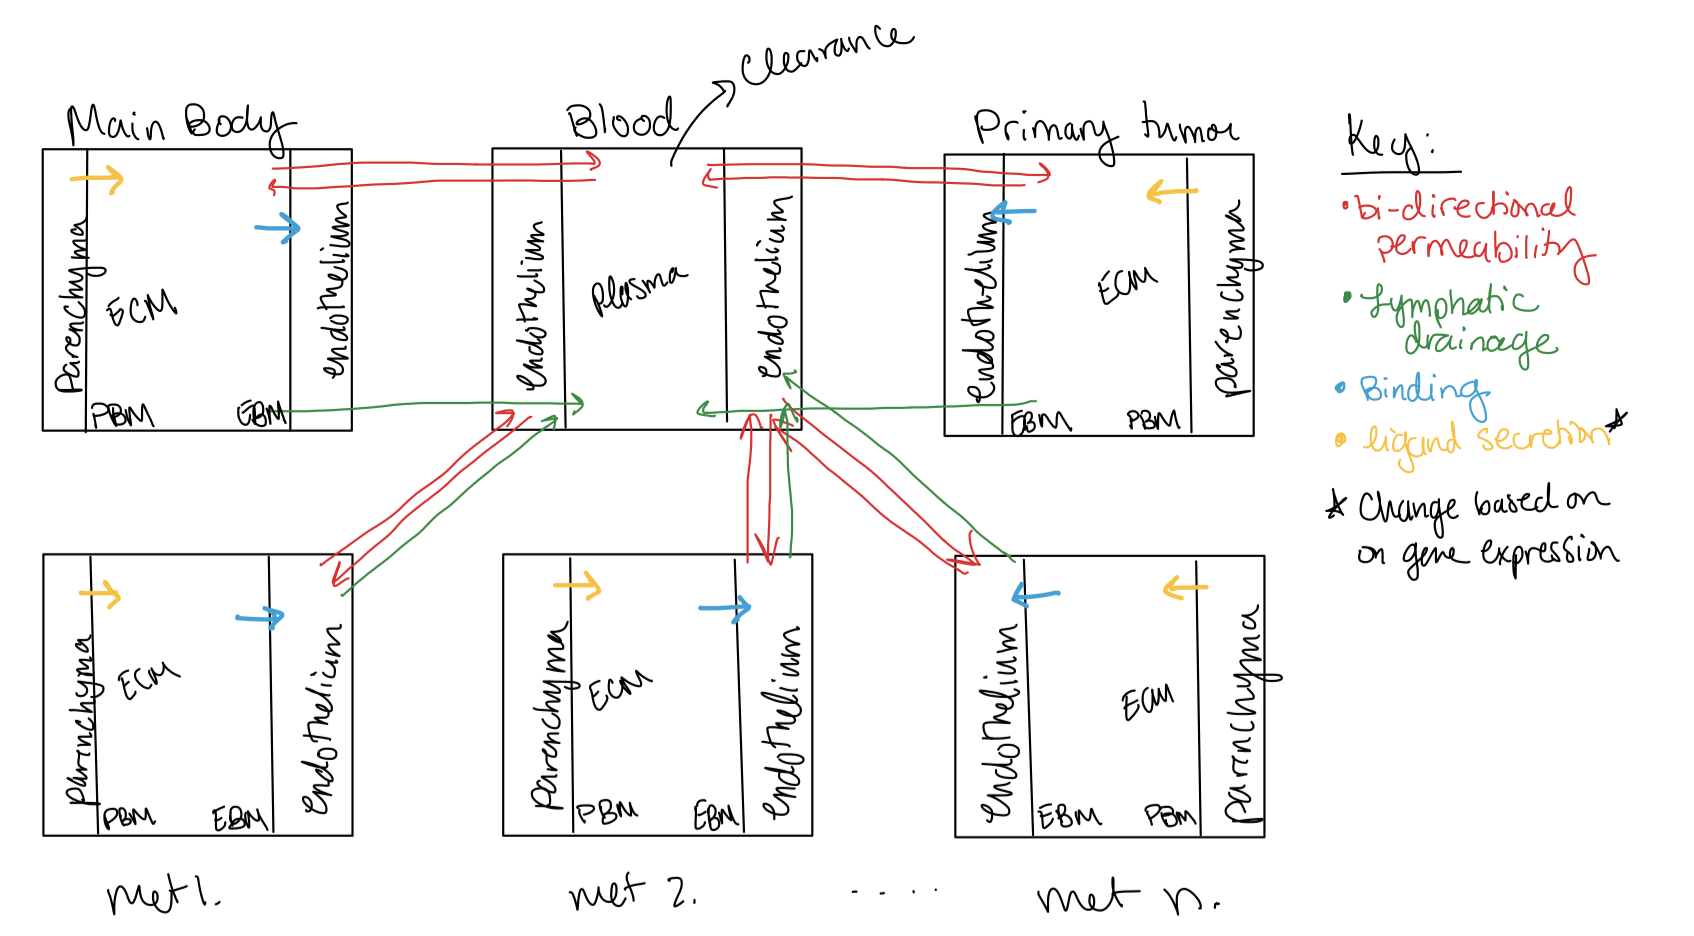 Clearance
Main Body
Blood
Primary tumor
Key:
Parenchyma
ECM
PBM
EBM
endothelium
endothelium
Plasma
endothelium
endothelium
ECM
EBM
PBM
parenchyma
• bi-directional
permeability
• Lymphatic
drainage
• Binding
• ligand secretion*
* Change based on
on gene expression
Parinchyma
ECM
PBM
EBM
endothelium
Parenchyma
ECM
PBM
EBM
endothelium
endothelium
ECM
EBM
PBM
parinchyma
met 1.
met 2.
.....
met n.